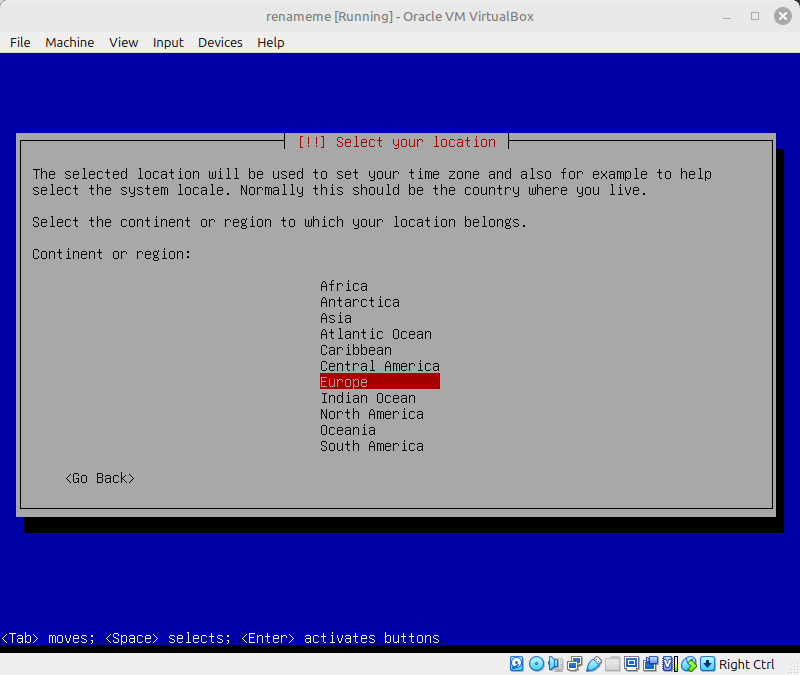 renameme [Running] - Oracle VM VirtualBox
File Machine View Input Devices Help
[!!] Select your location
The selected location will be used to set your time zone and also for example to help
select the system locale. Normally this should be the country where you live.
Select the continent or region to which your location belongs.
Continent or region:
Africa
Antarctica
Asia
Atlantic Ocean
Caribbean
Central America
Europe
Indian Ocean
North America
Oceania
South America
<Go Back>
<Tab> moves; <Space> selects; <Enter> activates buttons
Right Ctrl